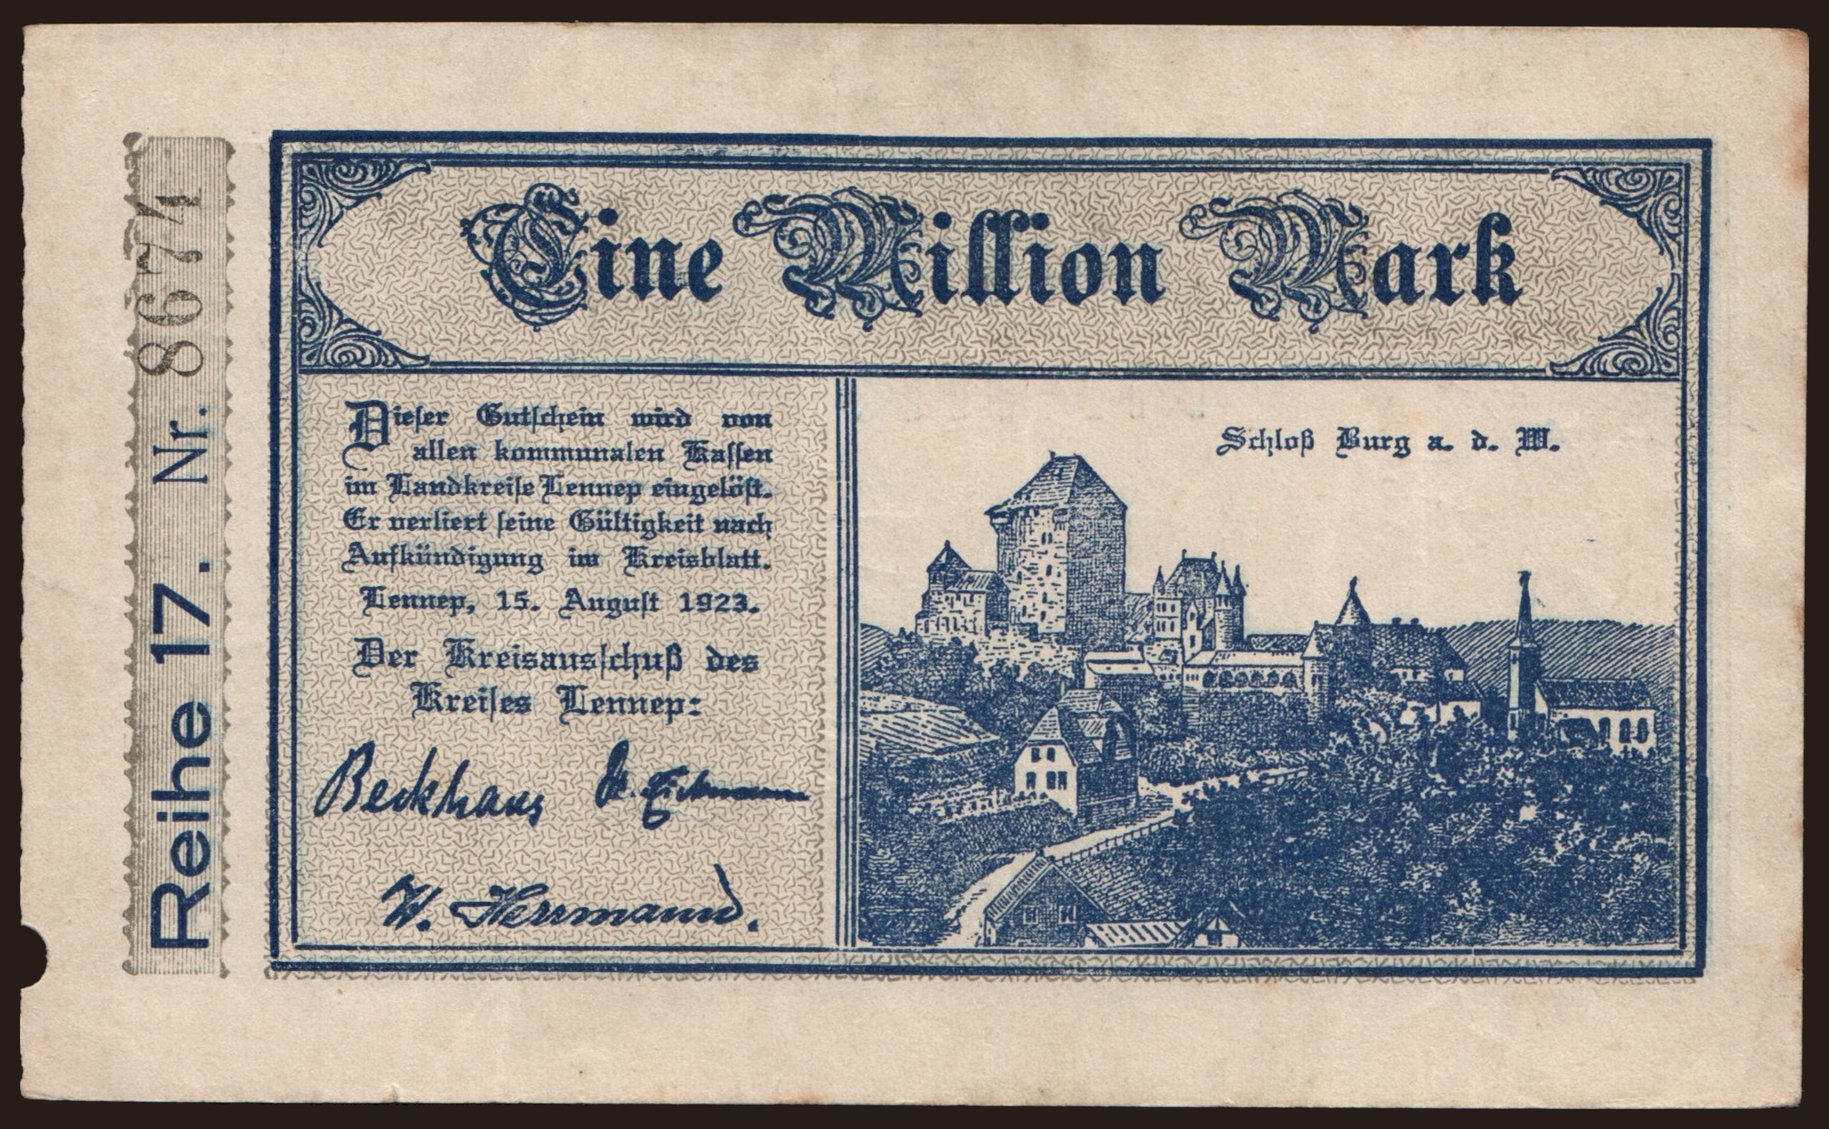 Reihe 17. Nr. 8674
Eine Million Mark
Dieser Gutschein wird von
allen kommunalen Kassen
im Landkreise Lennep eingelöst.
Er verliert seine Gültigkeit nach
Aufkündigung im Kreisblatt.
Lennep, 15. August 1923.
Der Kreisausschuß des
Kreises Lennep:
Beckhaus
W. Herrmann.
Schloß Burg a. d. W.